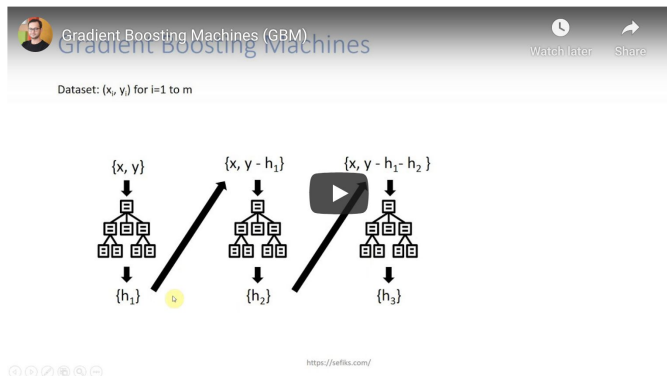 Gradient Boosting Machines (GBM)
Gradient Boosting Machines
Watch later
Share
Dataset: (xᵢ, yᵢ) for i=1 to m
{x, y}
{x, y - h₁}
{x, y - h₁- h₂ }
{h₁}
{h₂}
{h₃}
https://sefiks.com/